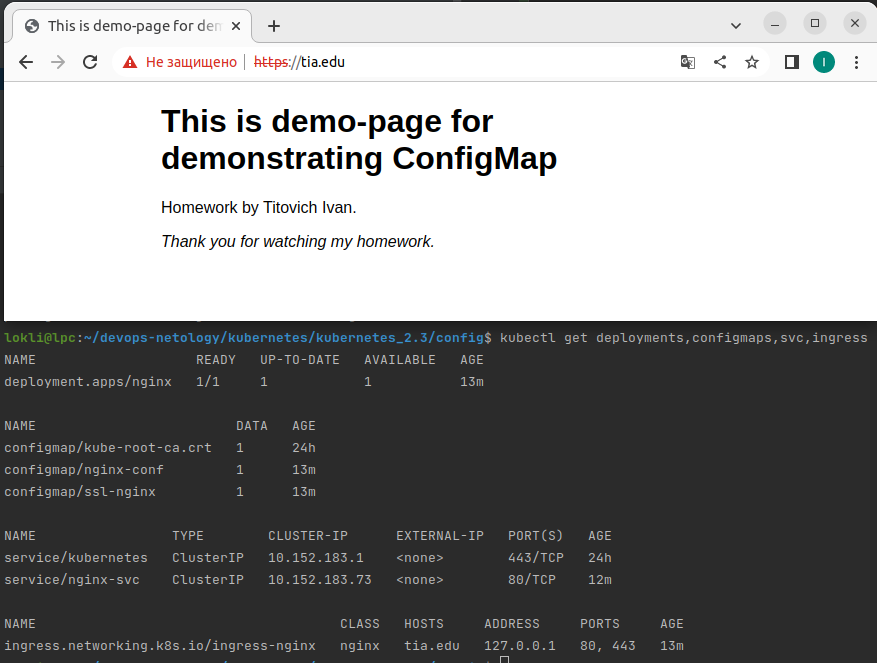 This is demo-page for dem
Не защищено https://tia.edu
I
This is demo-page for
demonstrating ConfigMap
Homework by Titovich Ivan.
Thank you for watching my homework.
lokli@lpc:~/devops-netology/kubernetes/kubernetes_2.3/config$ kubectl get deployments,configmaps,svc,ingress
NAME READY UP-TO-DATE AVAILABLE AGE
deployment.apps/nginx 1/1 1 1 13m
NAME DATA AGE
configmap/kube-root-ca.crt 1 24h
configmap/nginx-conf 1 13m
configmap/ssl-nginx 1 13m
NAME TYPE CLUSTER-IP EXTERNAL-IP PORT(S) AGE
service/kubernetes ClusterIP 10.152.183.1 <none> 443/TCP 24h
service/nginx-svc ClusterIP 10.152.183.73 <none> 80/TCP 12m
NAME CLASS HOSTS ADDRESS PORTS AGE
ingress.networking.k8s.io/ingress-nginx nginx tia.edu 127.0.0.1 80, 443 13m